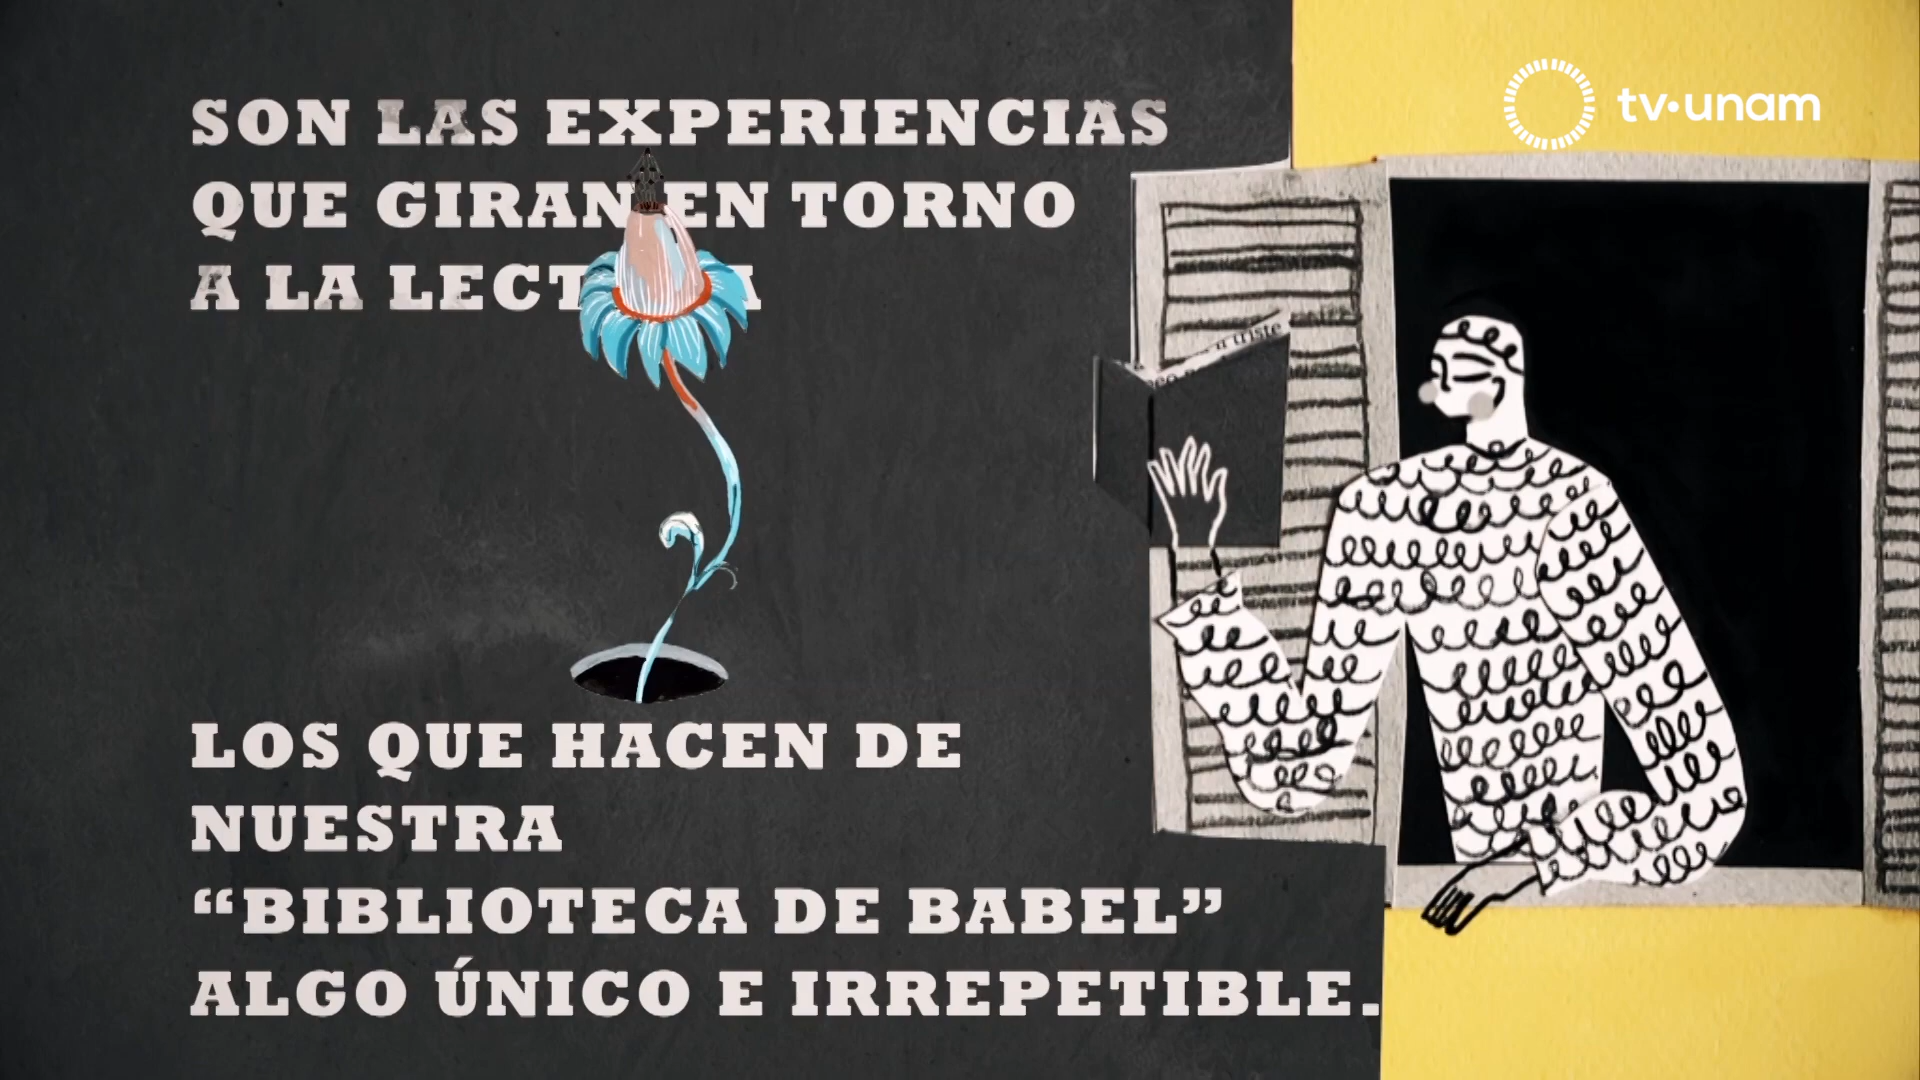 SON LAS EXPERIENCIAS
QUE GIRAN EN TORNO
A LA
LOS QUE HACEN DE
NUESTRA
“BIBLIOTECA DE BABEL”
ALGO ÚNICO E IRREPETIBLE.
tv·unam
triste